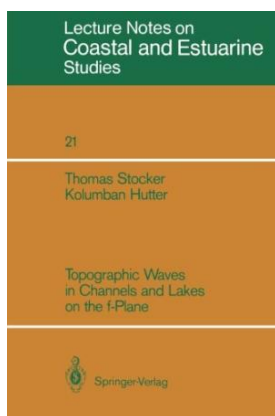 Lecture Notes on
Coastal and Estuarine
Studies
21
Thomas Stocker
Kolumban Hutter
Topographic Waves
in Channels and Lakes
on the f-Plane
Springer-Verlag